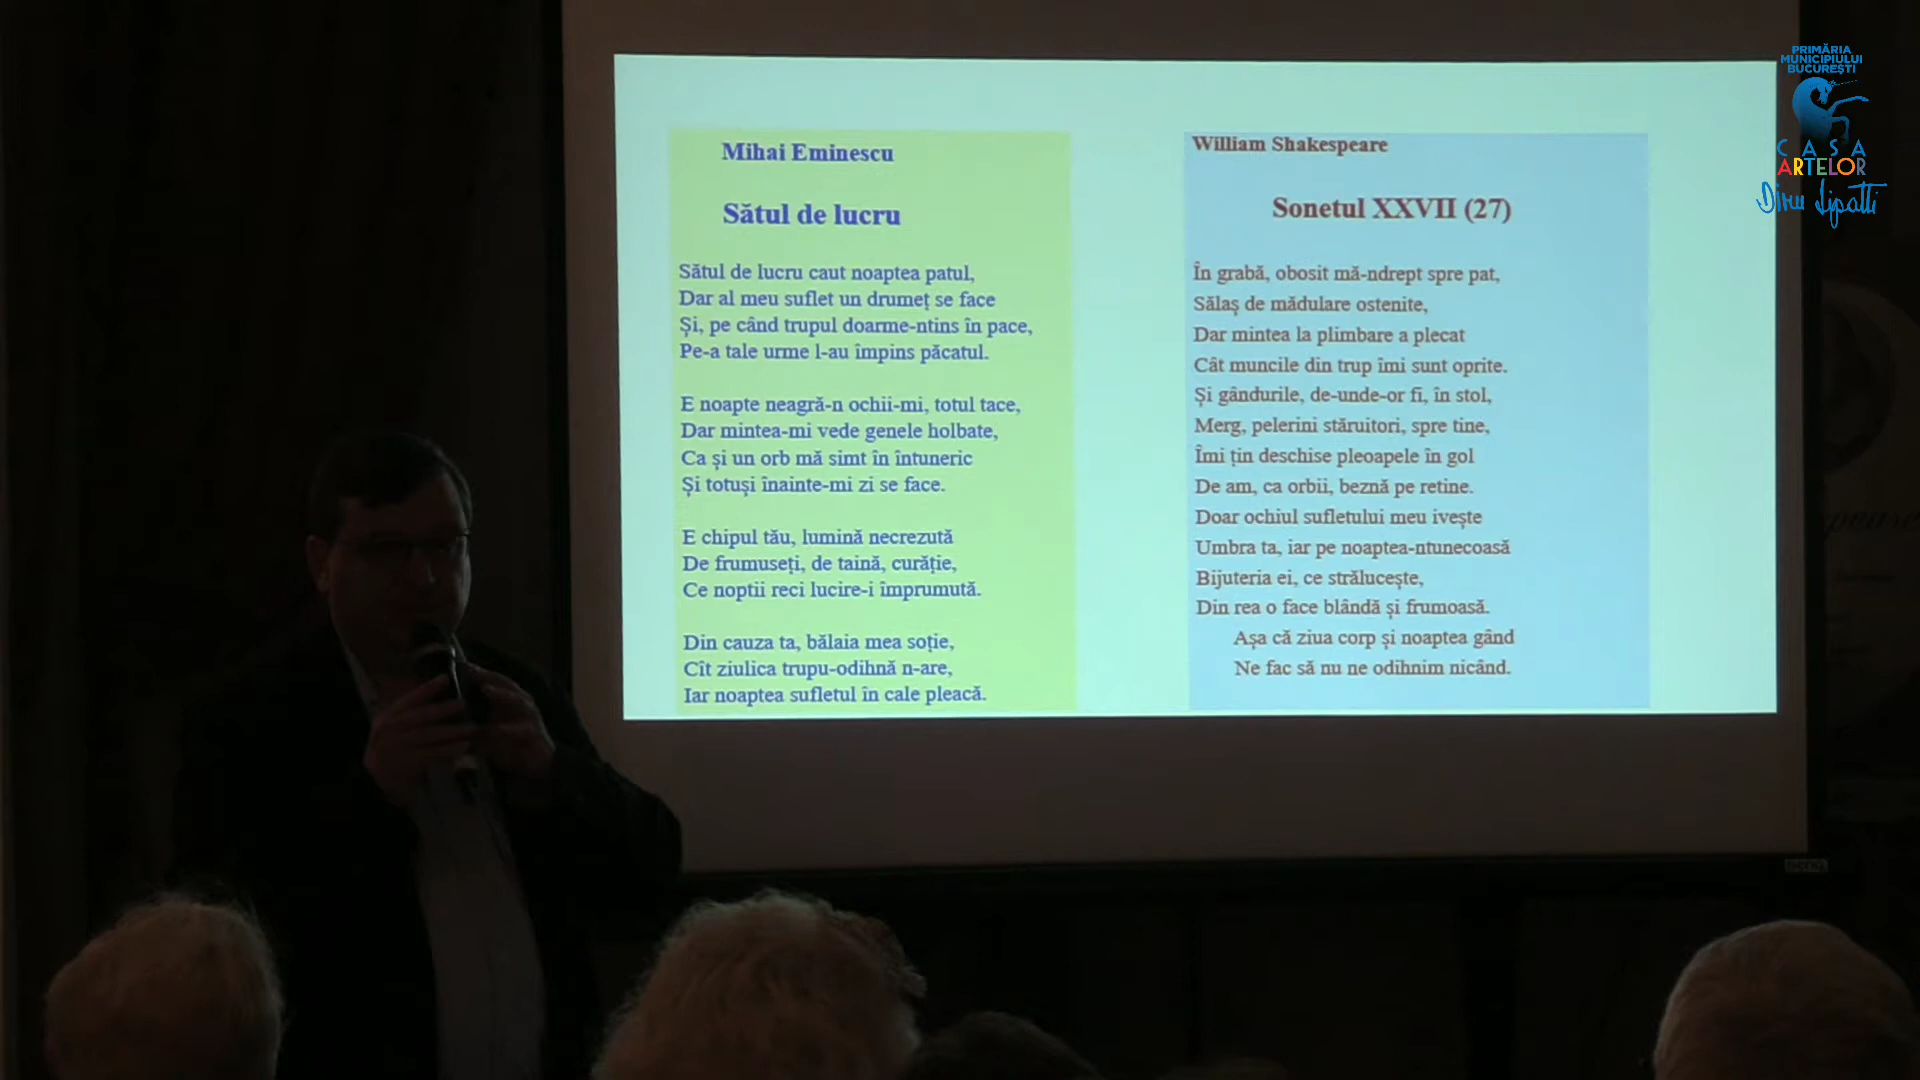 Mihai Eminescu
Sătul de lucru
Sătul de lucru caut noaptea patul,
Dar al meu suflet un drumeț se face
Și, pe când trupul doarme-ntins în pace,
Pe-a tale urme l-au împins păcatul.
E noapte neagră-n ochii-mi, totul tace,
Dar mintea-mi vede genele holbate,
Ca și un orb mă simt în întuneric
Și totuși înainte-mi zi se face.
E chipul tău, lumină necrezută
De frumuseți, de taină, curăție,
Ce noptii reci lucire-i împrumută.
Din cauza ta, bălaia mea soție,
Cît ziulica trupu-odihnă n-are,
Iar noaptea sufletul în cale pleacă.
William Shakespeare
Sonetul XXVII (27)
În grabă, obosit mă-ndrept spre pat,
Sălaș de mădulare ostenite,
Dar mintea la plimbare a plecat
Cât muncile din trup îmi sunt oprite.
Și gândurile, de-unde-or fi, în stol,
Merg, pelerini stăruitori, spre tine,
Îmi țin deschise pleoapele în gol
De am, ca orbii, beznă pe retine.
Doar ochiul sufletului meu ivește
Umbra ta, iar pe noaptea-ntunecoasă
Bijuteria ei, ce strălucește,
Din rea o face blândă și frumoasă.
Așa că ziua corp și noaptea gând
Ne fac să nu ne odihnim nicând.
PRIMĂRIA
MUNICIPIULUI
BUCUREȘTI
CASA
ARTELOR
Dinu Lipatti